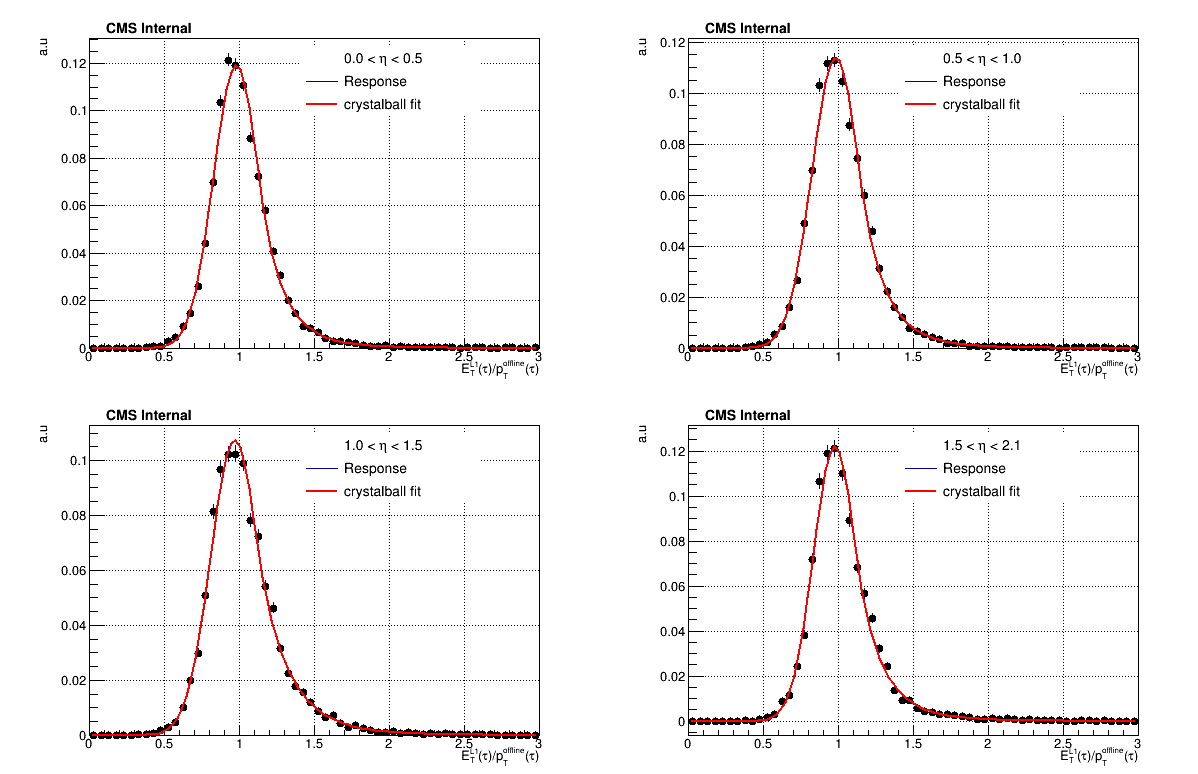 CMS Internal
a.u
0.0 < η < 0.5
Response
crystalball fit
0.12
0.1
0.08
0.06
0.04
0.02
0
0 0.5 1 1.5 2 2.5 3
E_T^L1(τ)/p_T^offline(τ)
CMS Internal
a.u
0.5 < η < 1.0
Response
crystalball fit
0.12
0.1
0.08
0.06
0.04
0.02
0
0 0.5 1 1.5 2 2.5 3
E_T^L1(τ)/p_T^offline(τ)
CMS Internal
a.u
1.0 < η < 1.5
Response
crystalball fit
0.1
0.08
0.06
0.04
0.02
0
0 0.5 1 1.5 2 2.5 3
E_T^L1(τ)/p_T^offline(τ)
CMS Internal
a.u
1.5 < η < 2.1
Response
crystalball fit
0.12
0.1
0.08
0.06
0.04
0.02
0
0 0.5 1 1.5 2 2.5 3
E_T^L1(τ)/p_T^offline(τ)